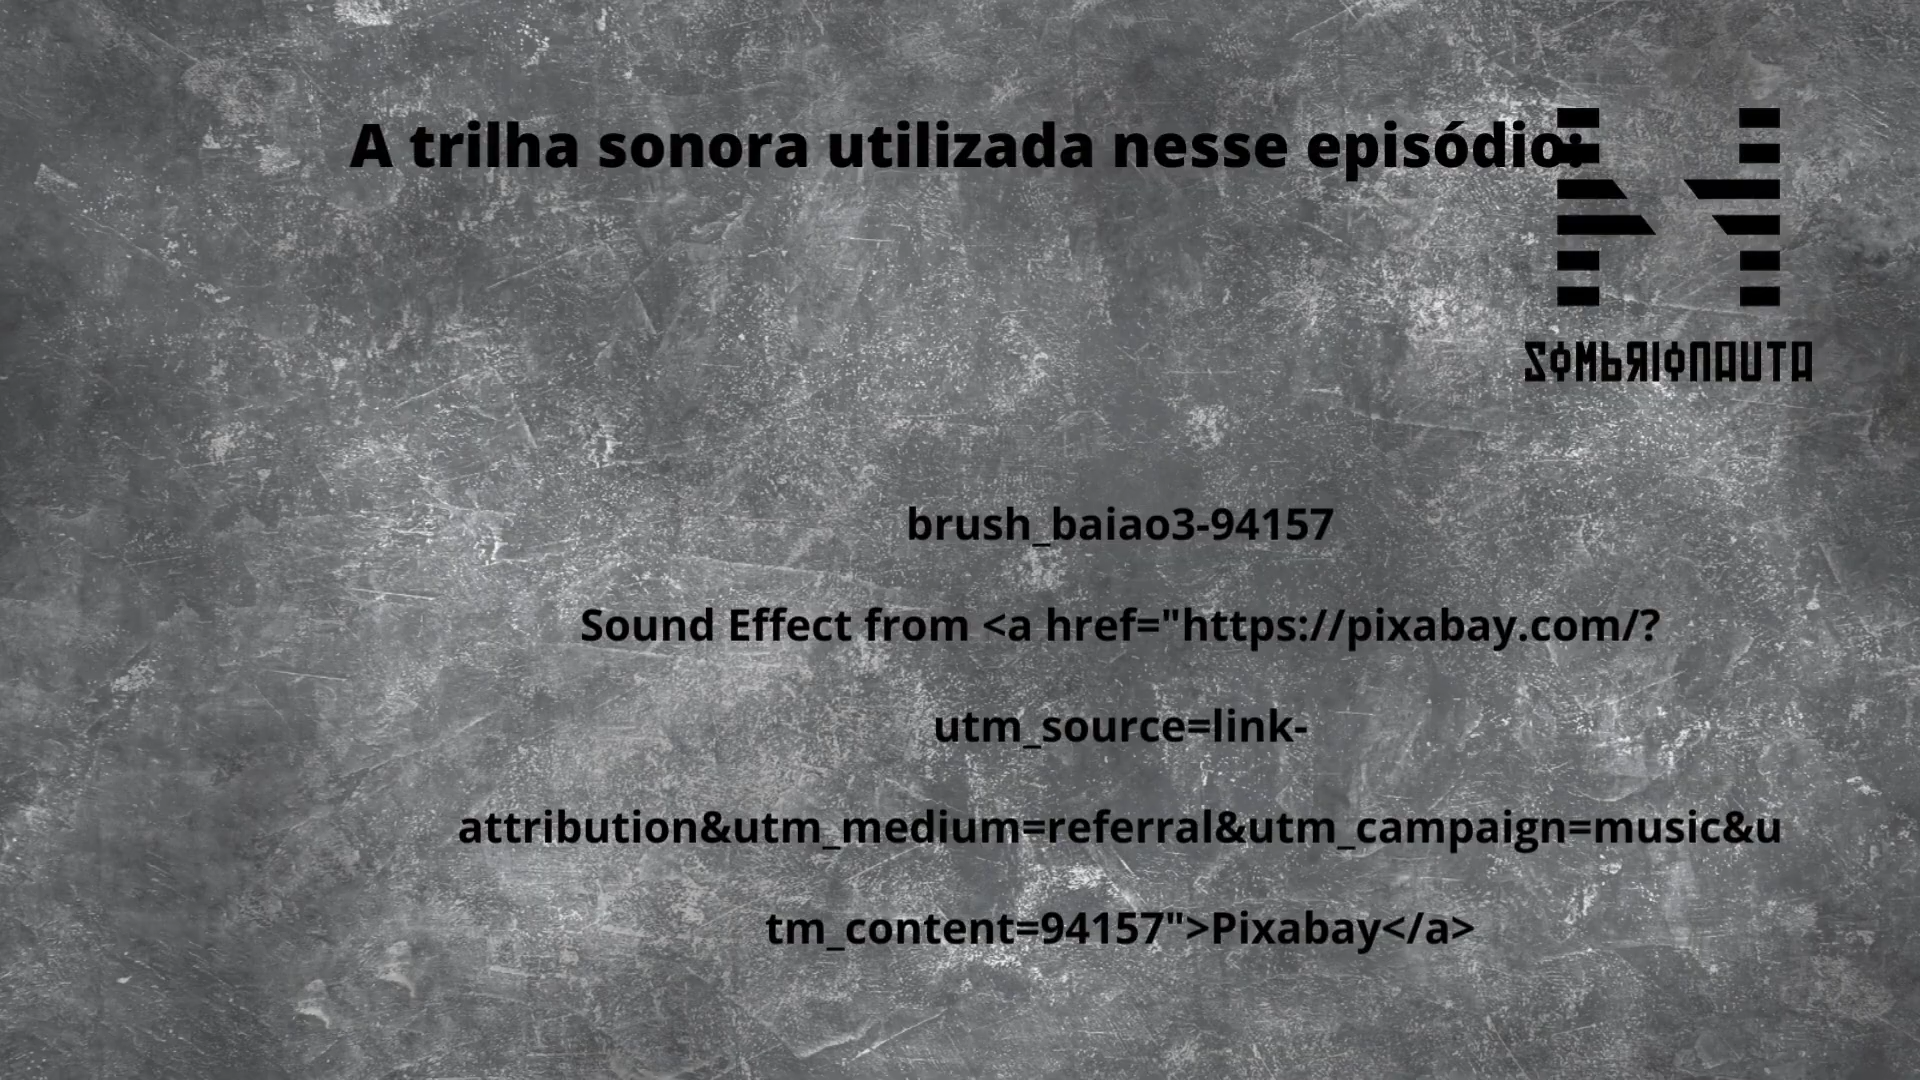 A trilha sonora utilizada nesse episódio:
SOMBRIONAUTA
brush_baiao3-94157
Sound Effect from <a href="https://pixabay.com/?
utm_source=link-
attribution&utm_medium=referral&utm_campaign=music&u
tm_content=94157">Pixabay</a>